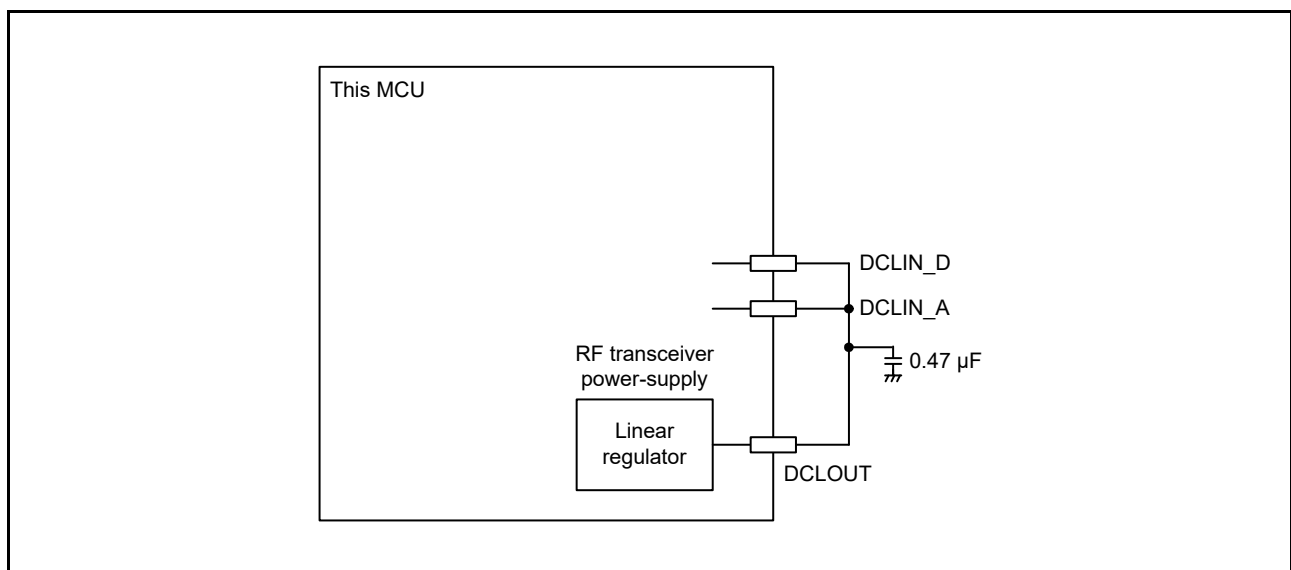 This MCU
DCLIN_D
DCLIN_A
0.47 µF
RF transceiver
power-supply
Linear
regulator
DCLOUT